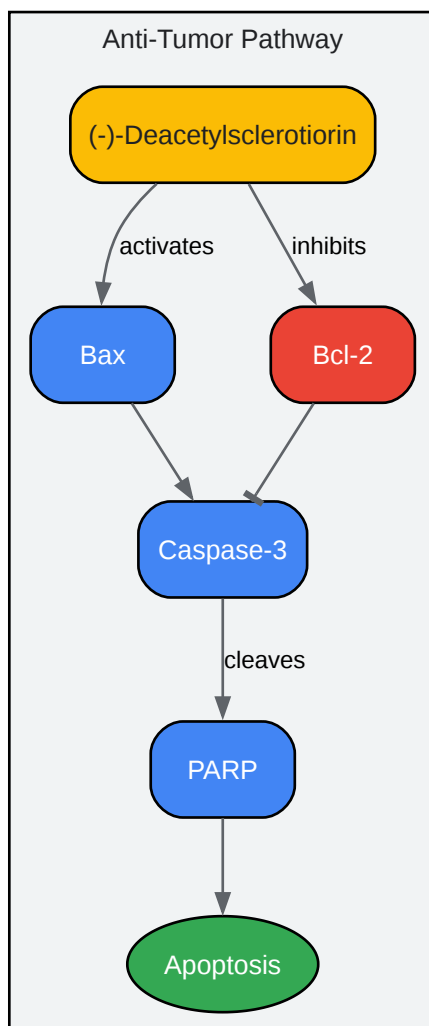 Anti-Tumor Pathway
(-)-Deacetylsclerotiorin
activates
inhibits
Bax
Bcl-2
Caspase-3
cleaves
PARP
Apoptosis